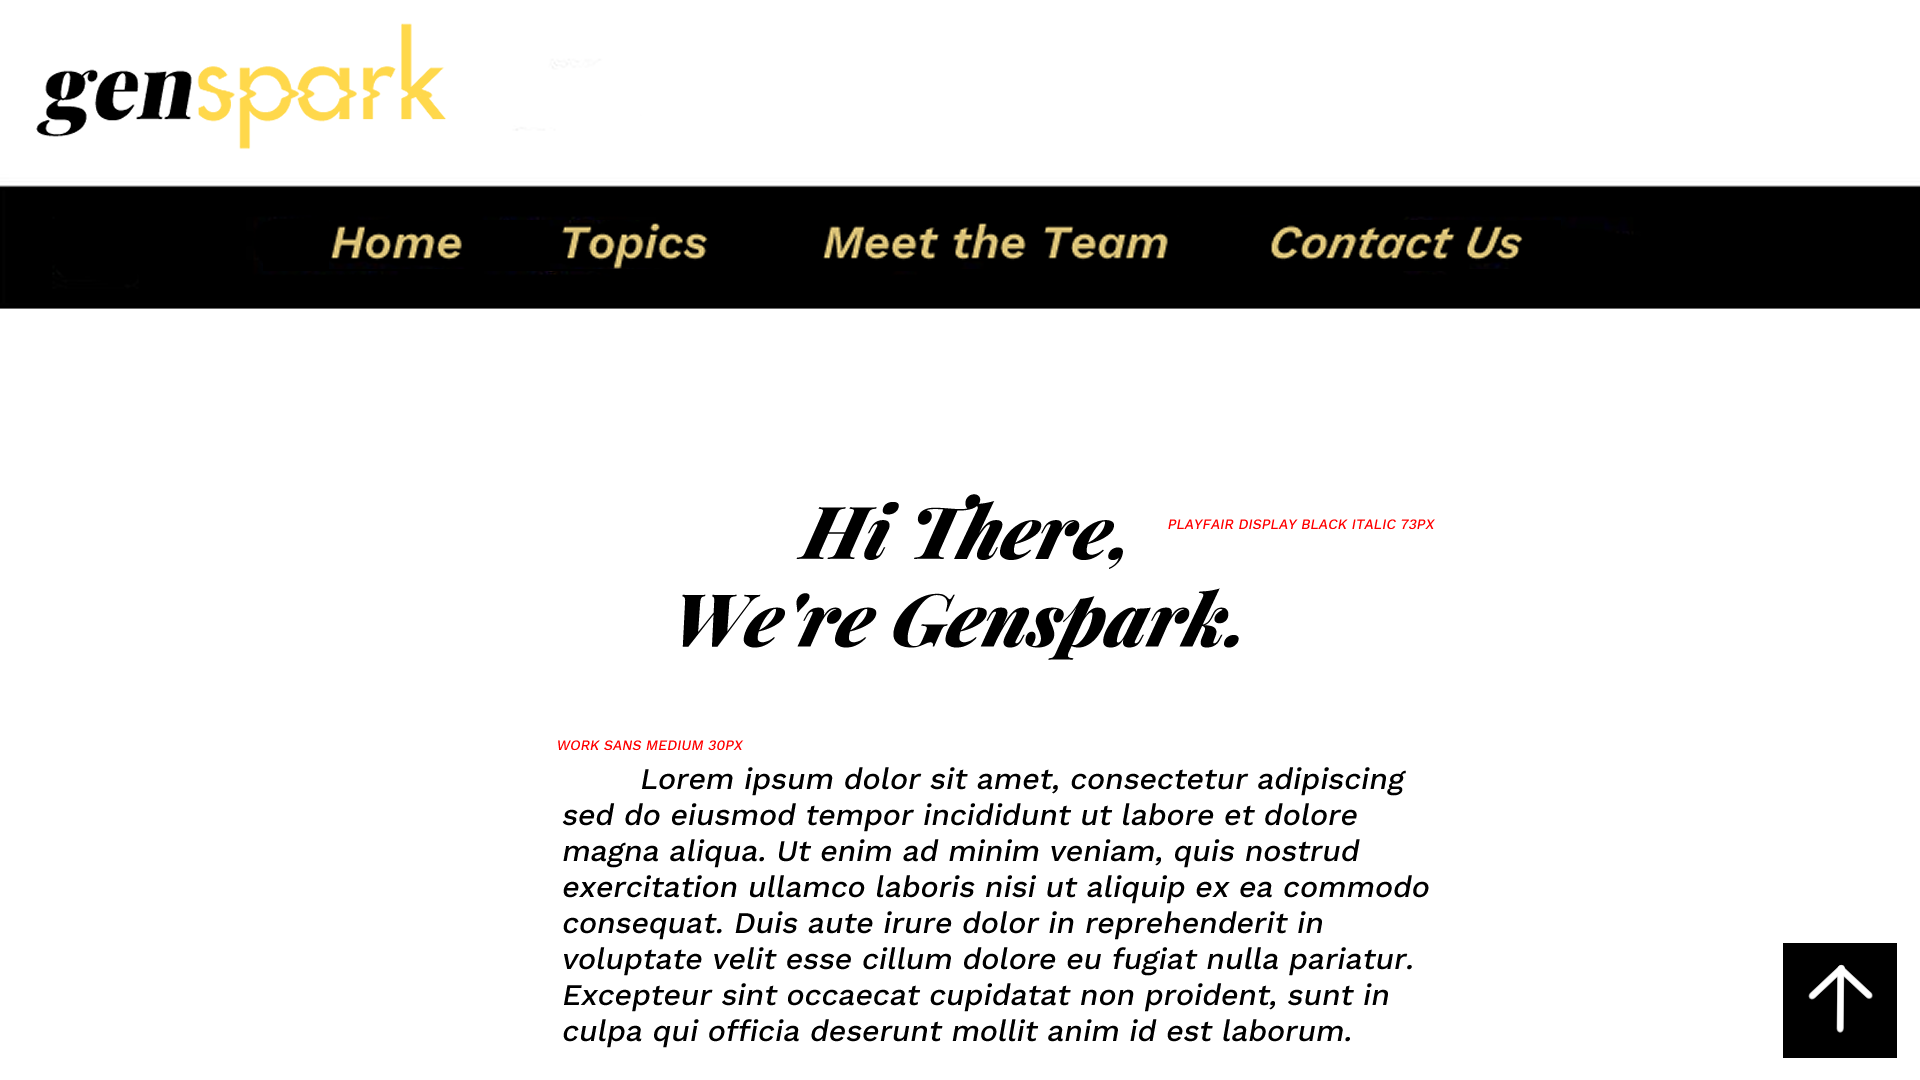 genspark
Home Topics Meet the Team Contact Us
Hi There,
PLAYFAIR DISPLAY BLACK ITALIC 73PX
We're Genspark.
WORK SANS MEDIUM 30PX
Lorem ipsum dolor sit amet, consectetur adipiscing
sed do eiusmod tempor incididunt ut labore et dolore
magna aliqua. Ut enim ad minim veniam, quis nostrud
exercitation ullamco laboris nisi ut aliquip ex ea commodo
consequat. Duis aute irure dolor in reprehenderit in
voluptate velit esse cillum dolore eu fugiat nulla pariatur.
Excepteur sint occaecat cupidatat non proident, sunt in
culpa qui officia deserunt mollit anim id est laborum.